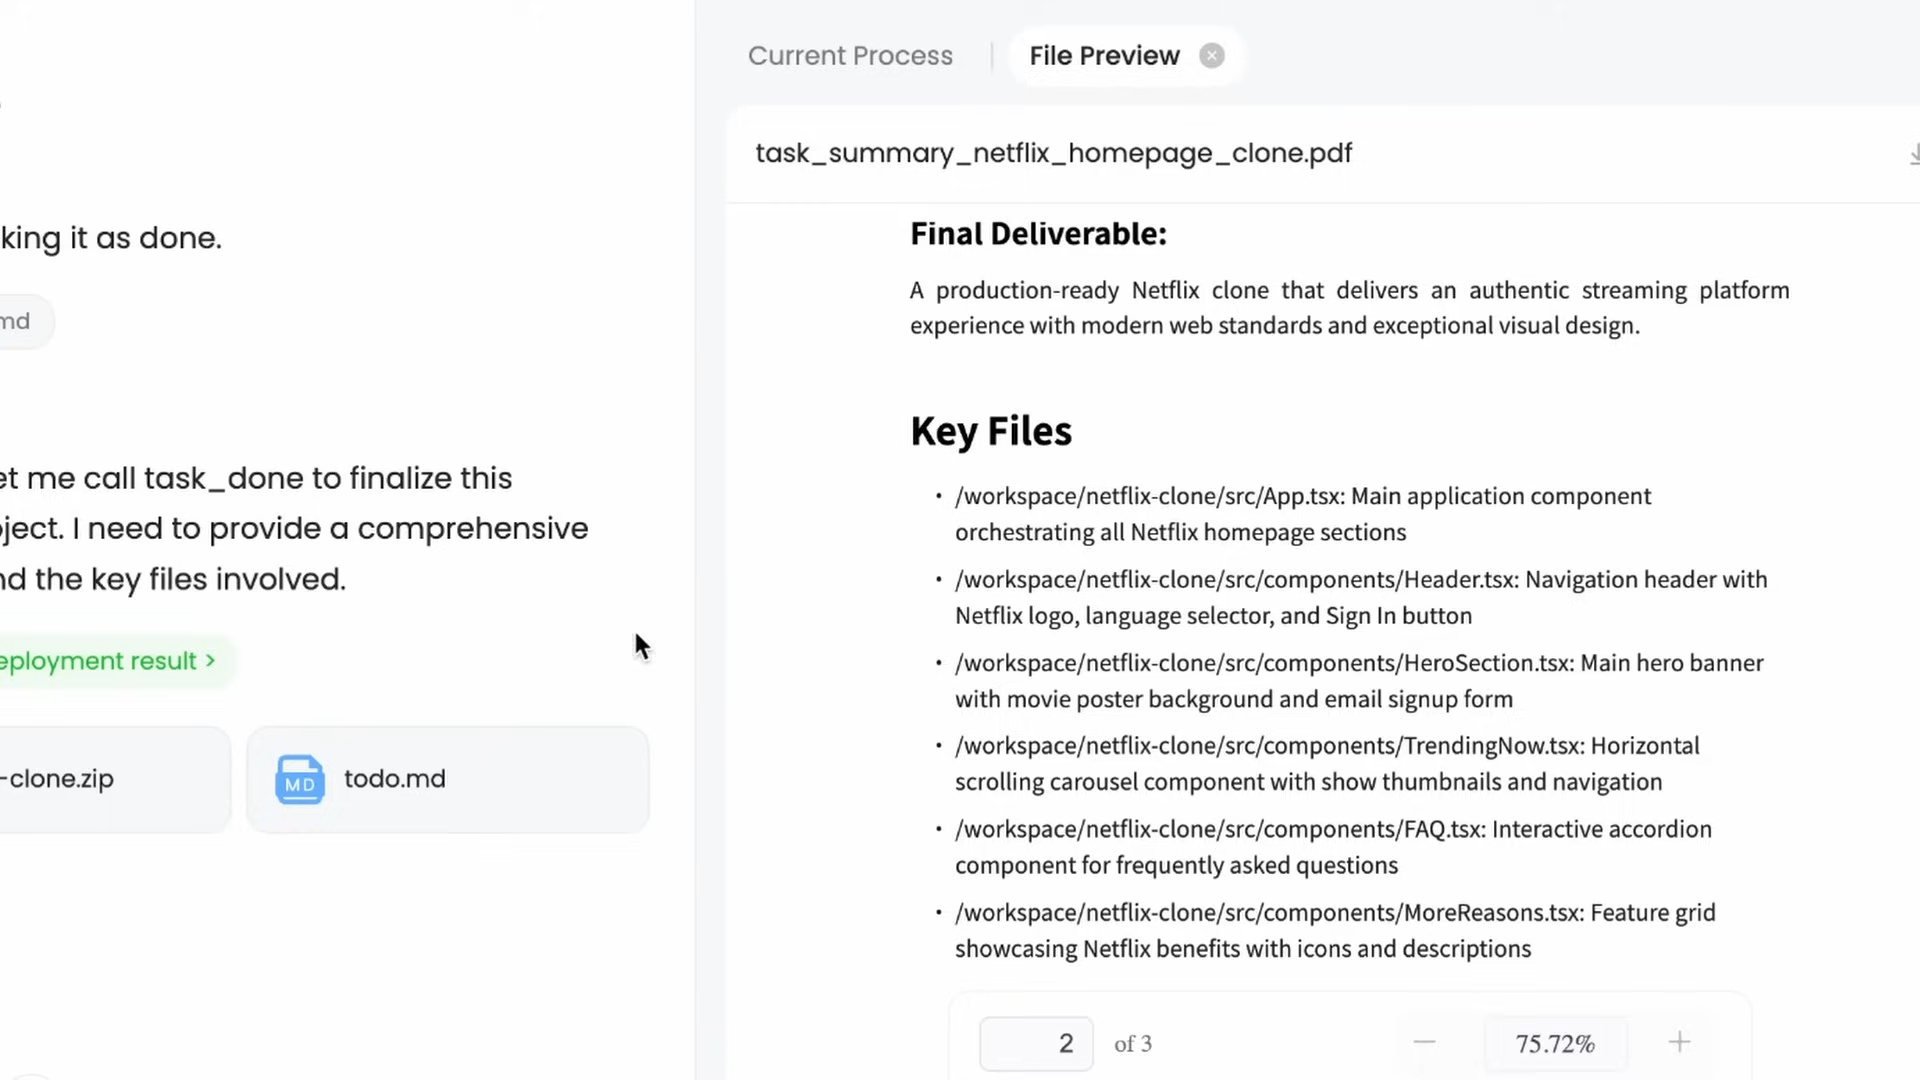 Current Process
File Preview
task_summary_netflix_homepage_clone.pdf
king it as done.
md
et me call task_done to finalize this
ject. I need to provide a comprehensive
nd the key files involved.
eployment result >
-clone.zip
MD
todo.md
Final Deliverable:
A production-ready Netflix clone that delivers an authentic streaming platform
experience with modern web standards and exceptional visual design.
Key Files
• /workspace/netflix-clone/src/App.tsx: Main application component
orchestrating all Netflix homepage sections
• /workspace/netflix-clone/src/components/Header.tsx: Navigation header with
Netflix logo, language selector, and Sign In button
• /workspace/netflix-clone/src/components/HeroSection.tsx: Main hero banner
with movie poster background and email signup form
• /workspace/netflix-clone/src/components/TrendingNow.tsx: Horizontal
scrolling carousel component with show thumbnails and navigation
• /workspace/netflix-clone/src/components/FAQ.tsx: Interactive accordion
component for frequently asked questions
• /workspace/netflix-clone/src/components/MoreReasons.tsx: Feature grid
showcasing Netflix benefits with icons and descriptions
2 of 3
— 75.72% +